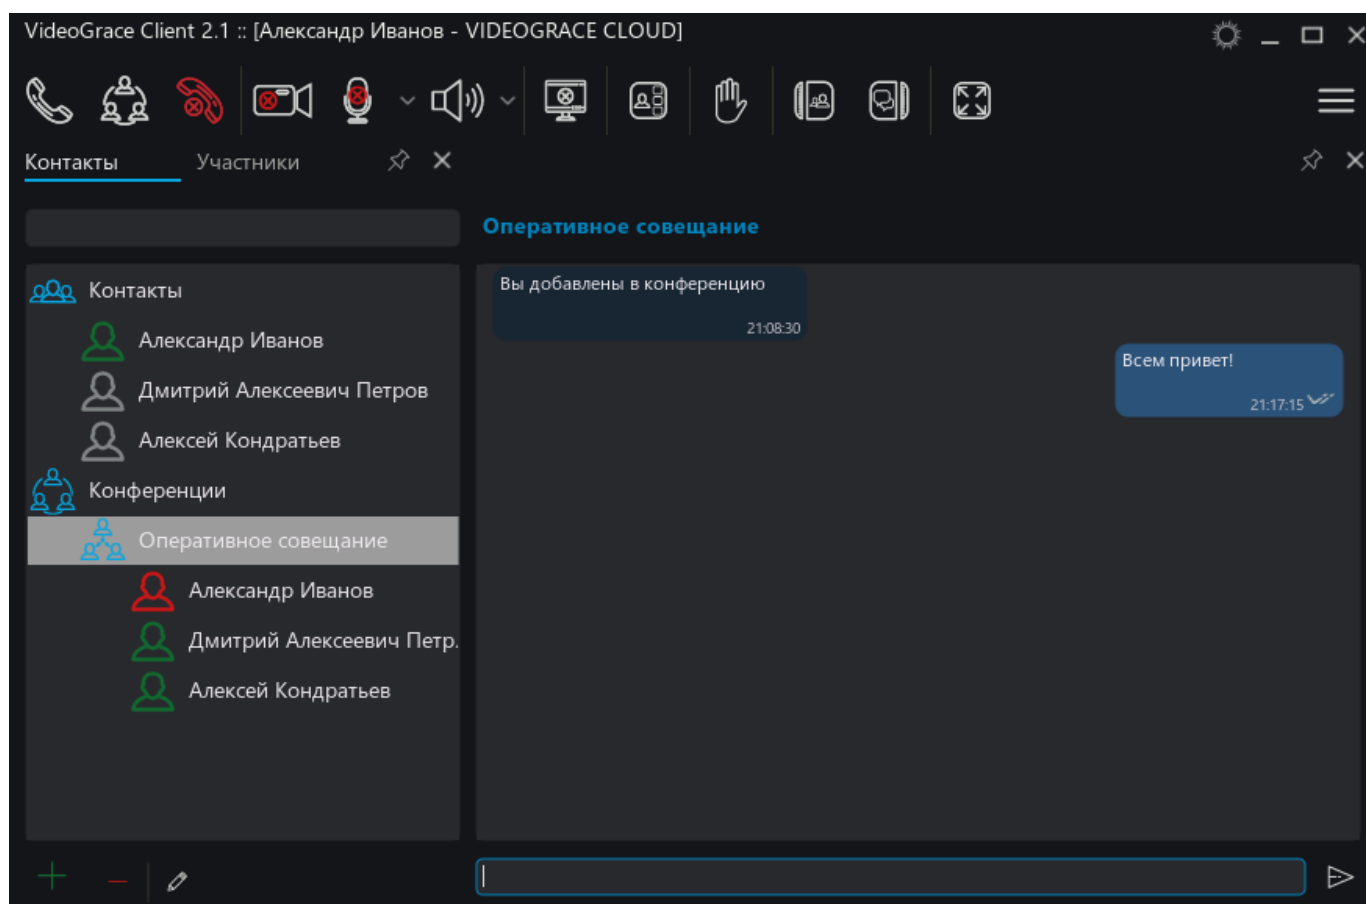 VideoGrace Client 2.1 :: [Александр Иванов - VIDEOGRACE CLOUD]
Контакты
Участники
Оперативное совещание
Контакты
Александр Иванов
Дмитрий Алексеевич Петров
Алексей Кондратьев
Конференции
Оперативное совещание
Александр Иванов
Дмитрий Алексеевич Петр.
Алексей Кондратьев
Вы добавлены в конференцию
21:08:30
Всем привет!
21:17:15